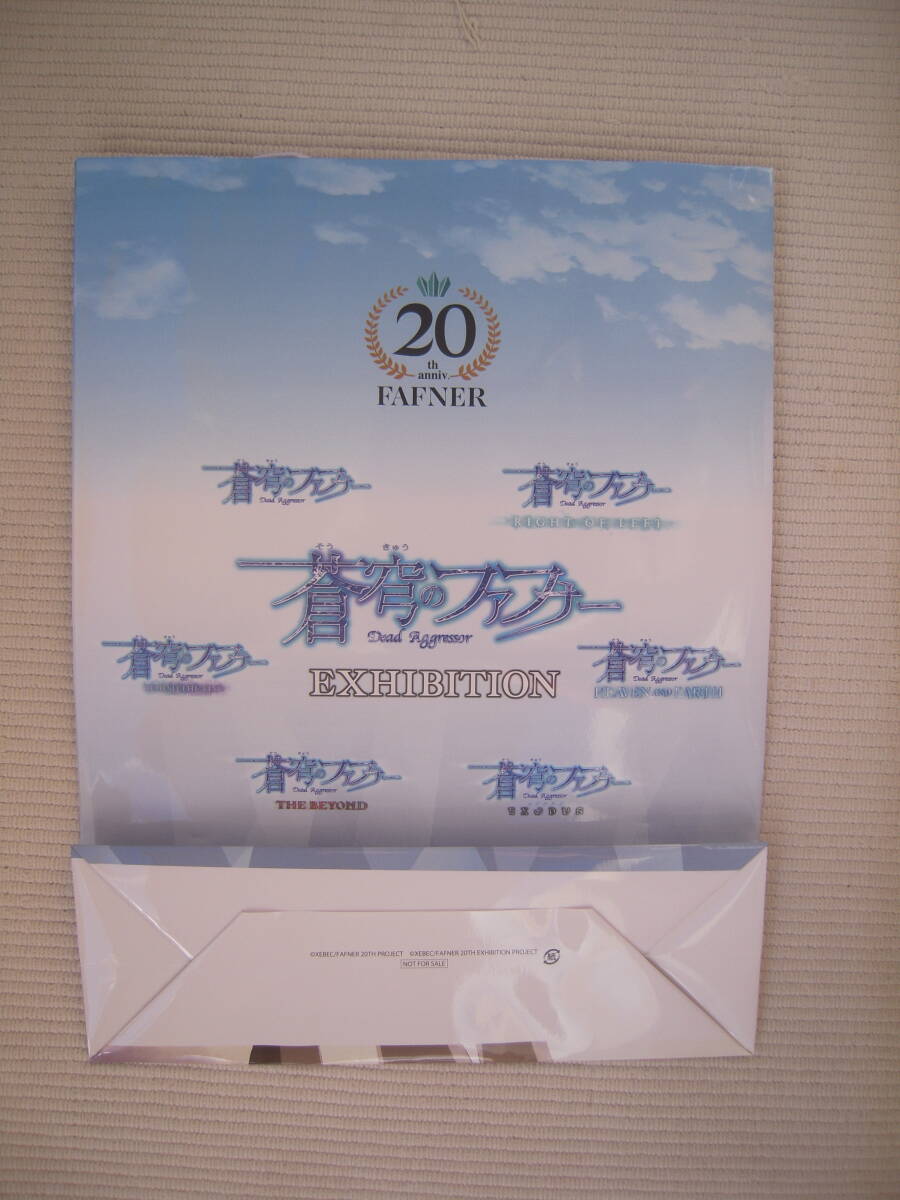 20
th
anniv.
FAFNER
蒼穹のファフナー
Dead Aggressor
蒼穹のファフナー
Dead Aggressor
RIGHT OF LEFT
そう きゅう
蒼穹のファフナー
Dead Aggressor
EXHIBITION
蒼穹のファフナー
Dead Aggressor
蒼穹のファフナー
Dead Aggressor
HEAVEN AND EARTH
蒼穹のファフナー
Dead Aggressor
THE BEYOND
蒼穹のファフナー
Dead Aggressor
EXODUS
©XEBEC/FAFNER 20TH PROJECT ©XEBEC/FAFNER 20TH EXHIBITION PROJECT
NOT FOR SALE
紙